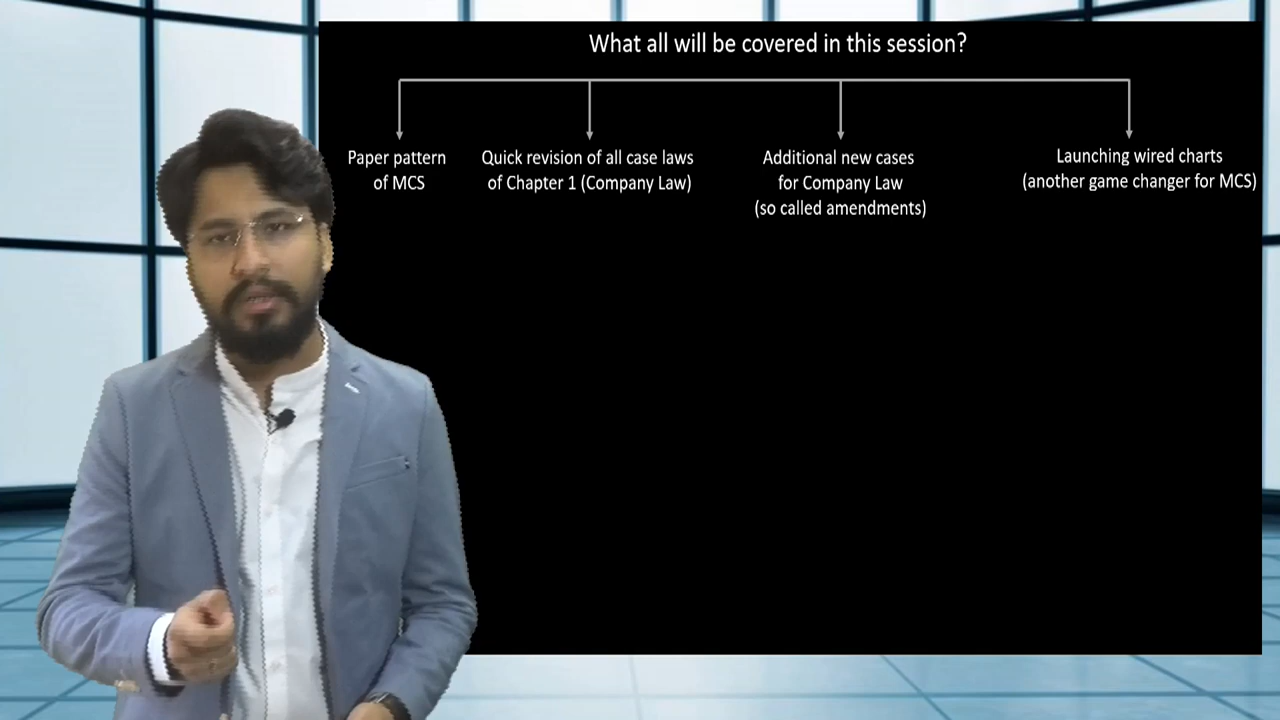 What all will be covered in this session?
Paper pattern
of MCS
Quick revision of all case laws
of Chapter 1 (Company Law)
Additional new cases
for Company Law
(so called amendments)
Launching wired charts
(another game changer for MCS)